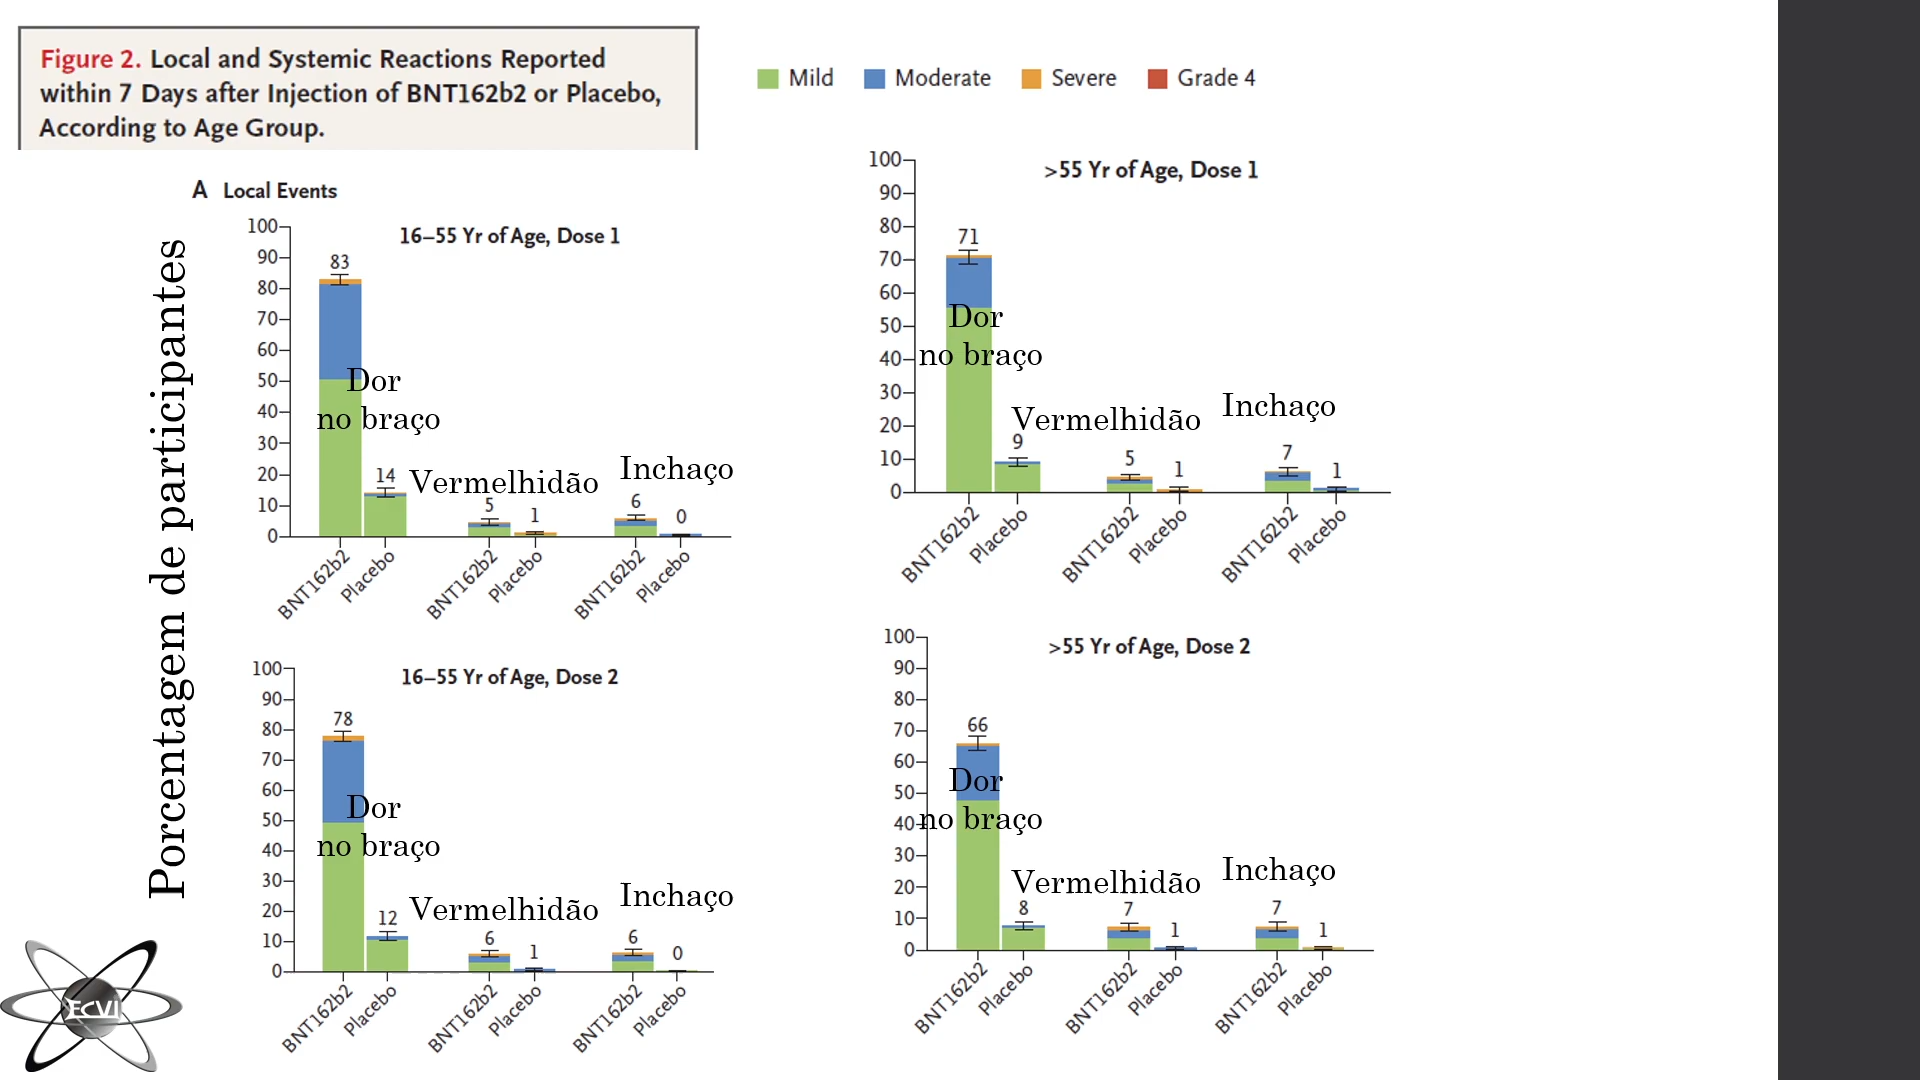 Figure 2. Local and Systemic Reactions Reported
within 7 Days after Injection of BNT162b2 or Placebo,
According to Age Group.
Mild Moderate Severe Grade 4
Porcentagem de participantes
A Local Events
16–55 Yr of Age, Dose 1
100
90
80
70
60
50
40
30
20
10
0
83
14
5
1
6
0
Dor
no braço
Vermelhidão
Inchaço
BNT162b2
Placebo
BNT162b2
Placebo
BNT162b2
Placebo
>55 Yr of Age, Dose 1
100
90
80
70
60
50
40
30
20
10
0
71
9
5
1
7
1
Dor
no braço
Vermelhidão
Inchaço
BNT162b2
Placebo
BNT162b2
Placebo
BNT162b2
Placebo
16–55 Yr of Age, Dose 2
100
90
80
70
60
50
40
30
20
10
0
78
12
6
1
6
0
Dor
no braço
Vermelhidão
Inchaço
BNT162b2
Placebo
BNT162b2
Placebo
BNT162b2
Placebo
>55 Yr of Age, Dose 2
100
90
80
70
60
50
40
30
20
10
0
66
8
7
1
7
1
Dor
no braço
Vermelhidão
Inchaço
BNT162b2
Placebo
BNT162b2
Placebo
BNT162b2
Placebo
ECVI